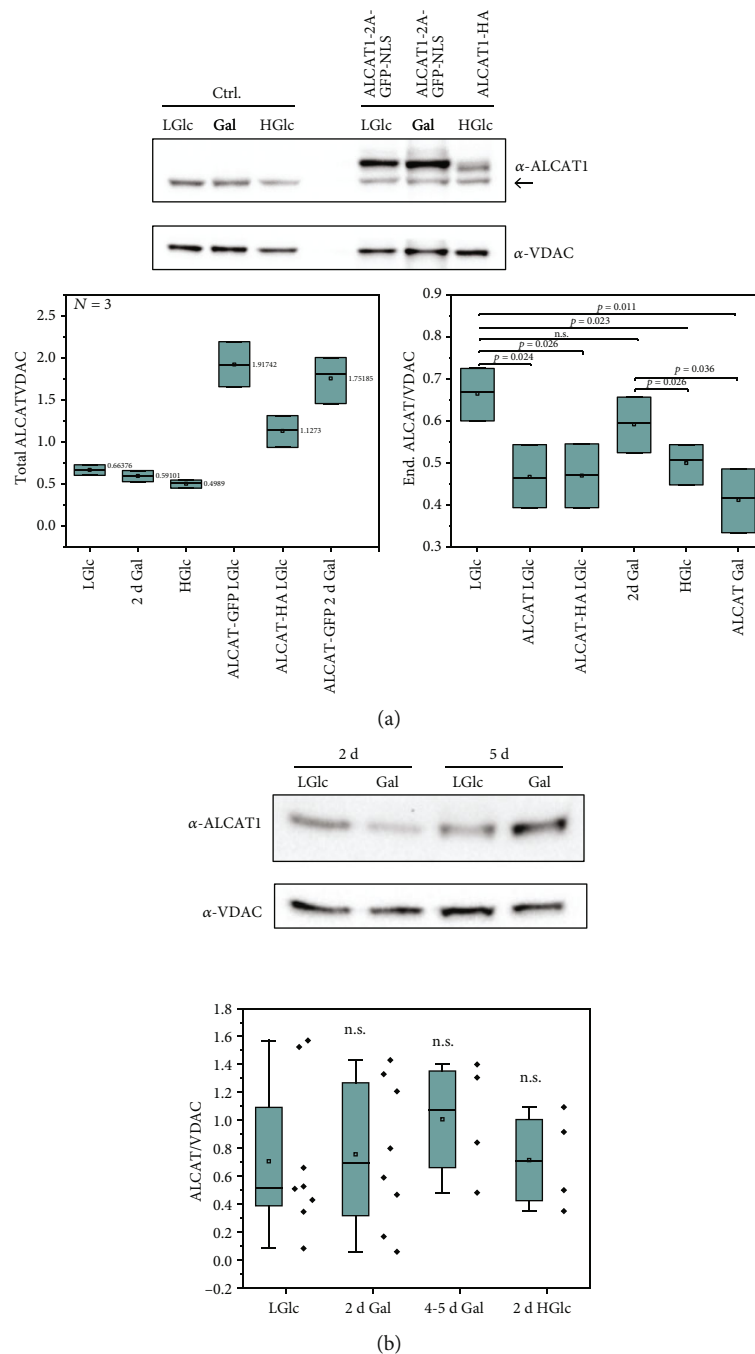 ALCAT1-2A-
GFP-NLS
ALCAT1-2A-
GFP-NLS
ALCAT1-HA
Ctrl.
LGlc Gal HGlc LGlc Gal HGlc
α-ALCAT1
←
α-VDAC
N = 3
Total ALCATVDAC
2.5
2.0
1.5
1.0
0.5
0.0
0.66376
0.59101
0.4989
1.91742
1.1273
1.75185
LGlc
2 d Gal
HGlc
ALCAT-GFP LGlc
ALCAT-HA LGlc
ALCAT-GFP 2 d Gal
End. ALCAT/VDAC
0.9
0.8
0.7
0.6
0.5
0.4
0.3
p = 0.011
p = 0.023
n.s.
p = 0.026
p = 0.024
p = 0.036
p = 0.026
LGlc
ALCAT LGlc
ALCAT-HA LGlc
2d Gal
HGlc
ALCAT Gal
(a)
2 d 5 d
LGlc Gal LGlc Gal
α-ALCAT1
α-VDAC
ALCAT/VDAC
1.8
1.6
1.4
1.2
1.0
0.8
0.6
0.4
0.2
0.0
−0.2
n.s.
n.s.
n.s.
LGlc 2 d Gal 4-5 d Gal 2 d HGlc
(b)